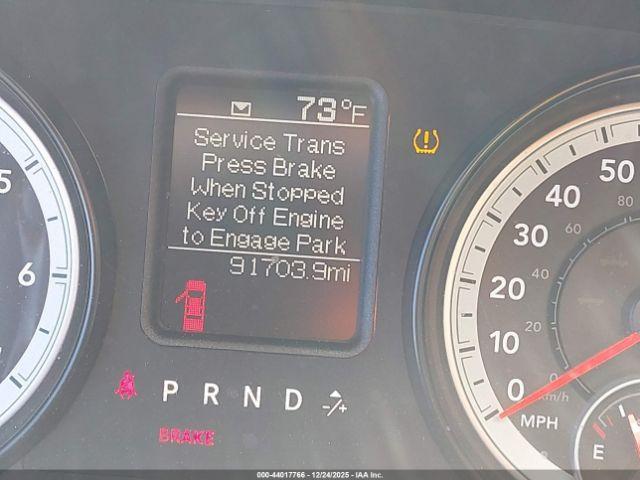 73°F
Service Trans
Press Brake
When Stopped
Key Off Engine
to Engage Park
91703.9mi
P R N D -/+
BRAKE
5
6
50
40
30
20
10
0
MPH
80
60
40
20
0
km/h
E
000-44017766 - 12/24/2025 - IAA Inc.